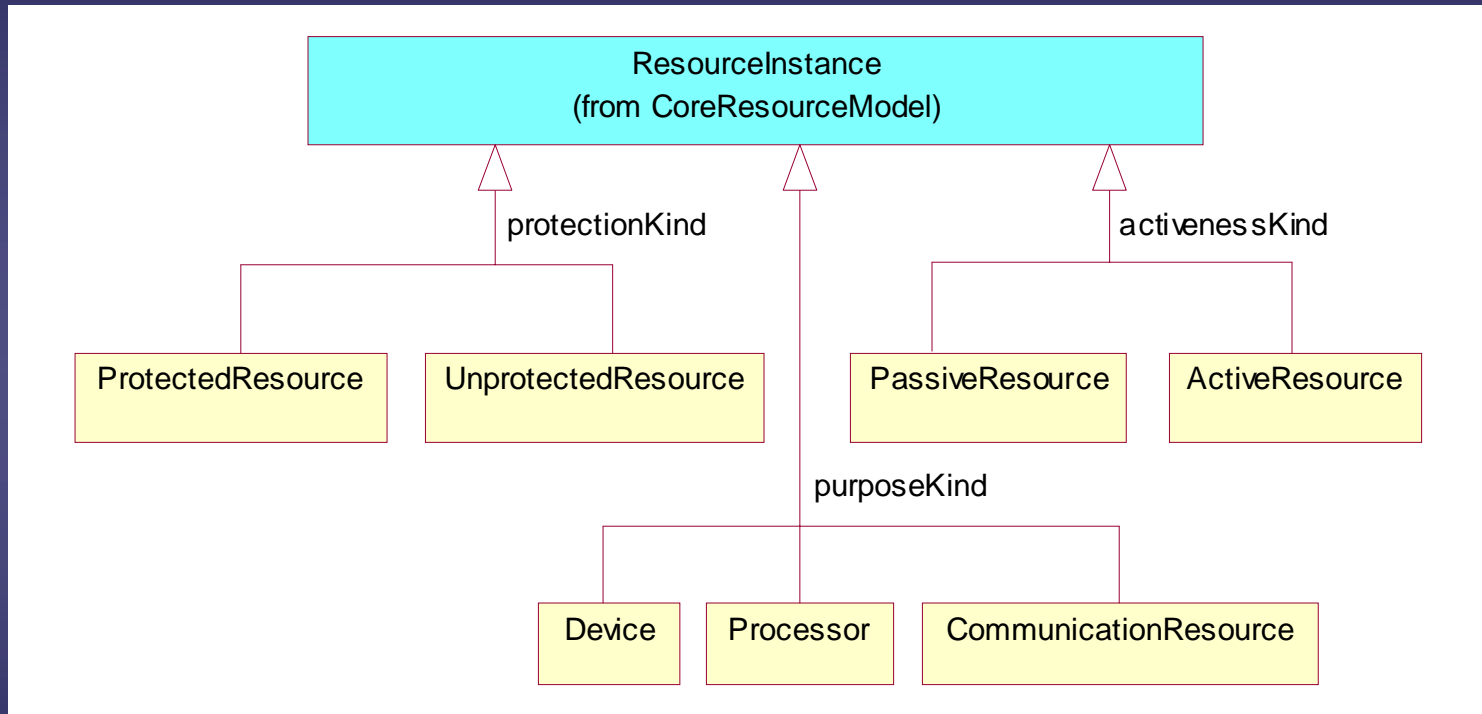 ResourceInstance
(from CoreResourceModel)
protectionKind
activenessKind
ProtectedResource
UnprotectedResource
PassiveResource
ActiveResource
purposeKind
Device
Processor
CommunicationResource